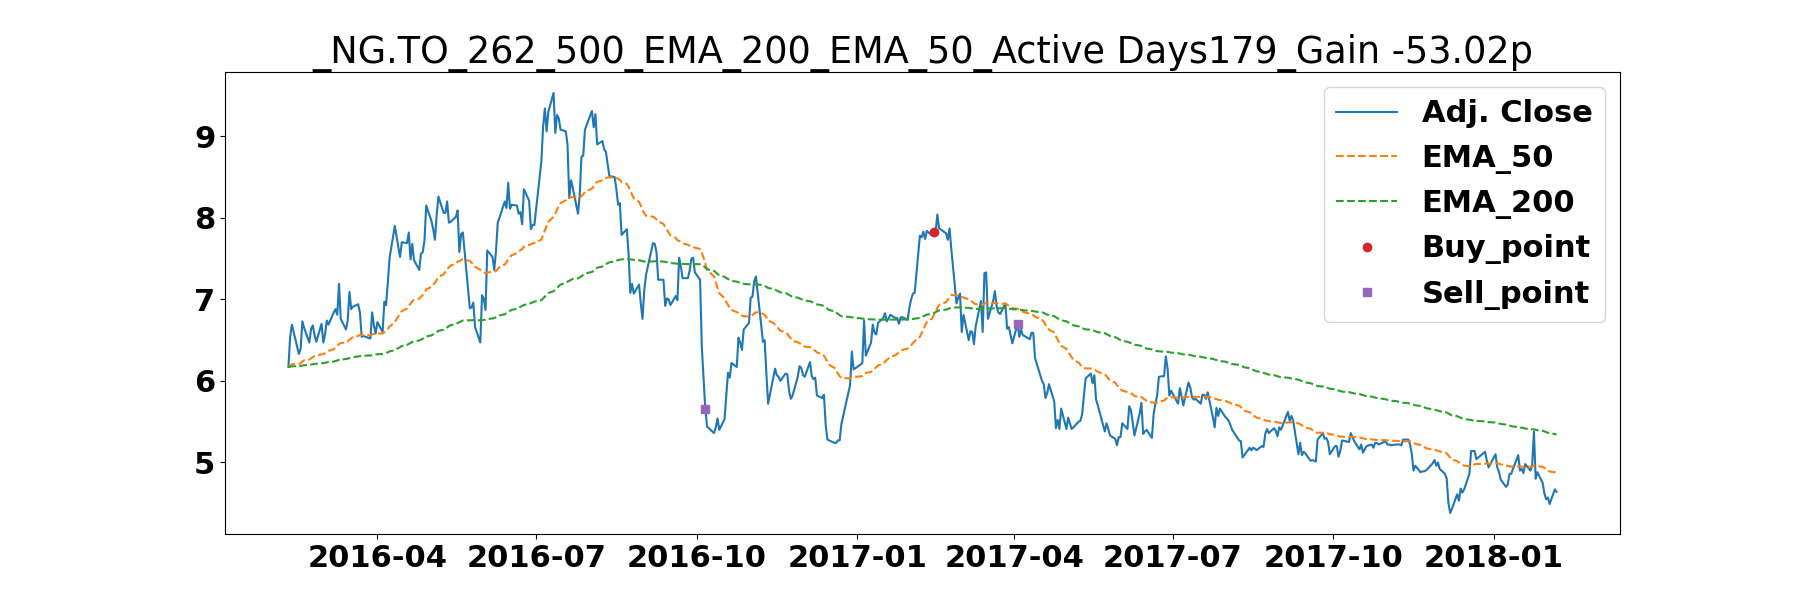 _NG.TO_262_500_EMA_200_EMA_50_Active Days179_Gain -53.02p
Adj. Close
EMA_50
EMA_200
Buy_point
Sell_point
9
8
7
6
5
2016-04
2016-07
2016-10
2017-01
2017-04
2017-07
2017-10
2018-01